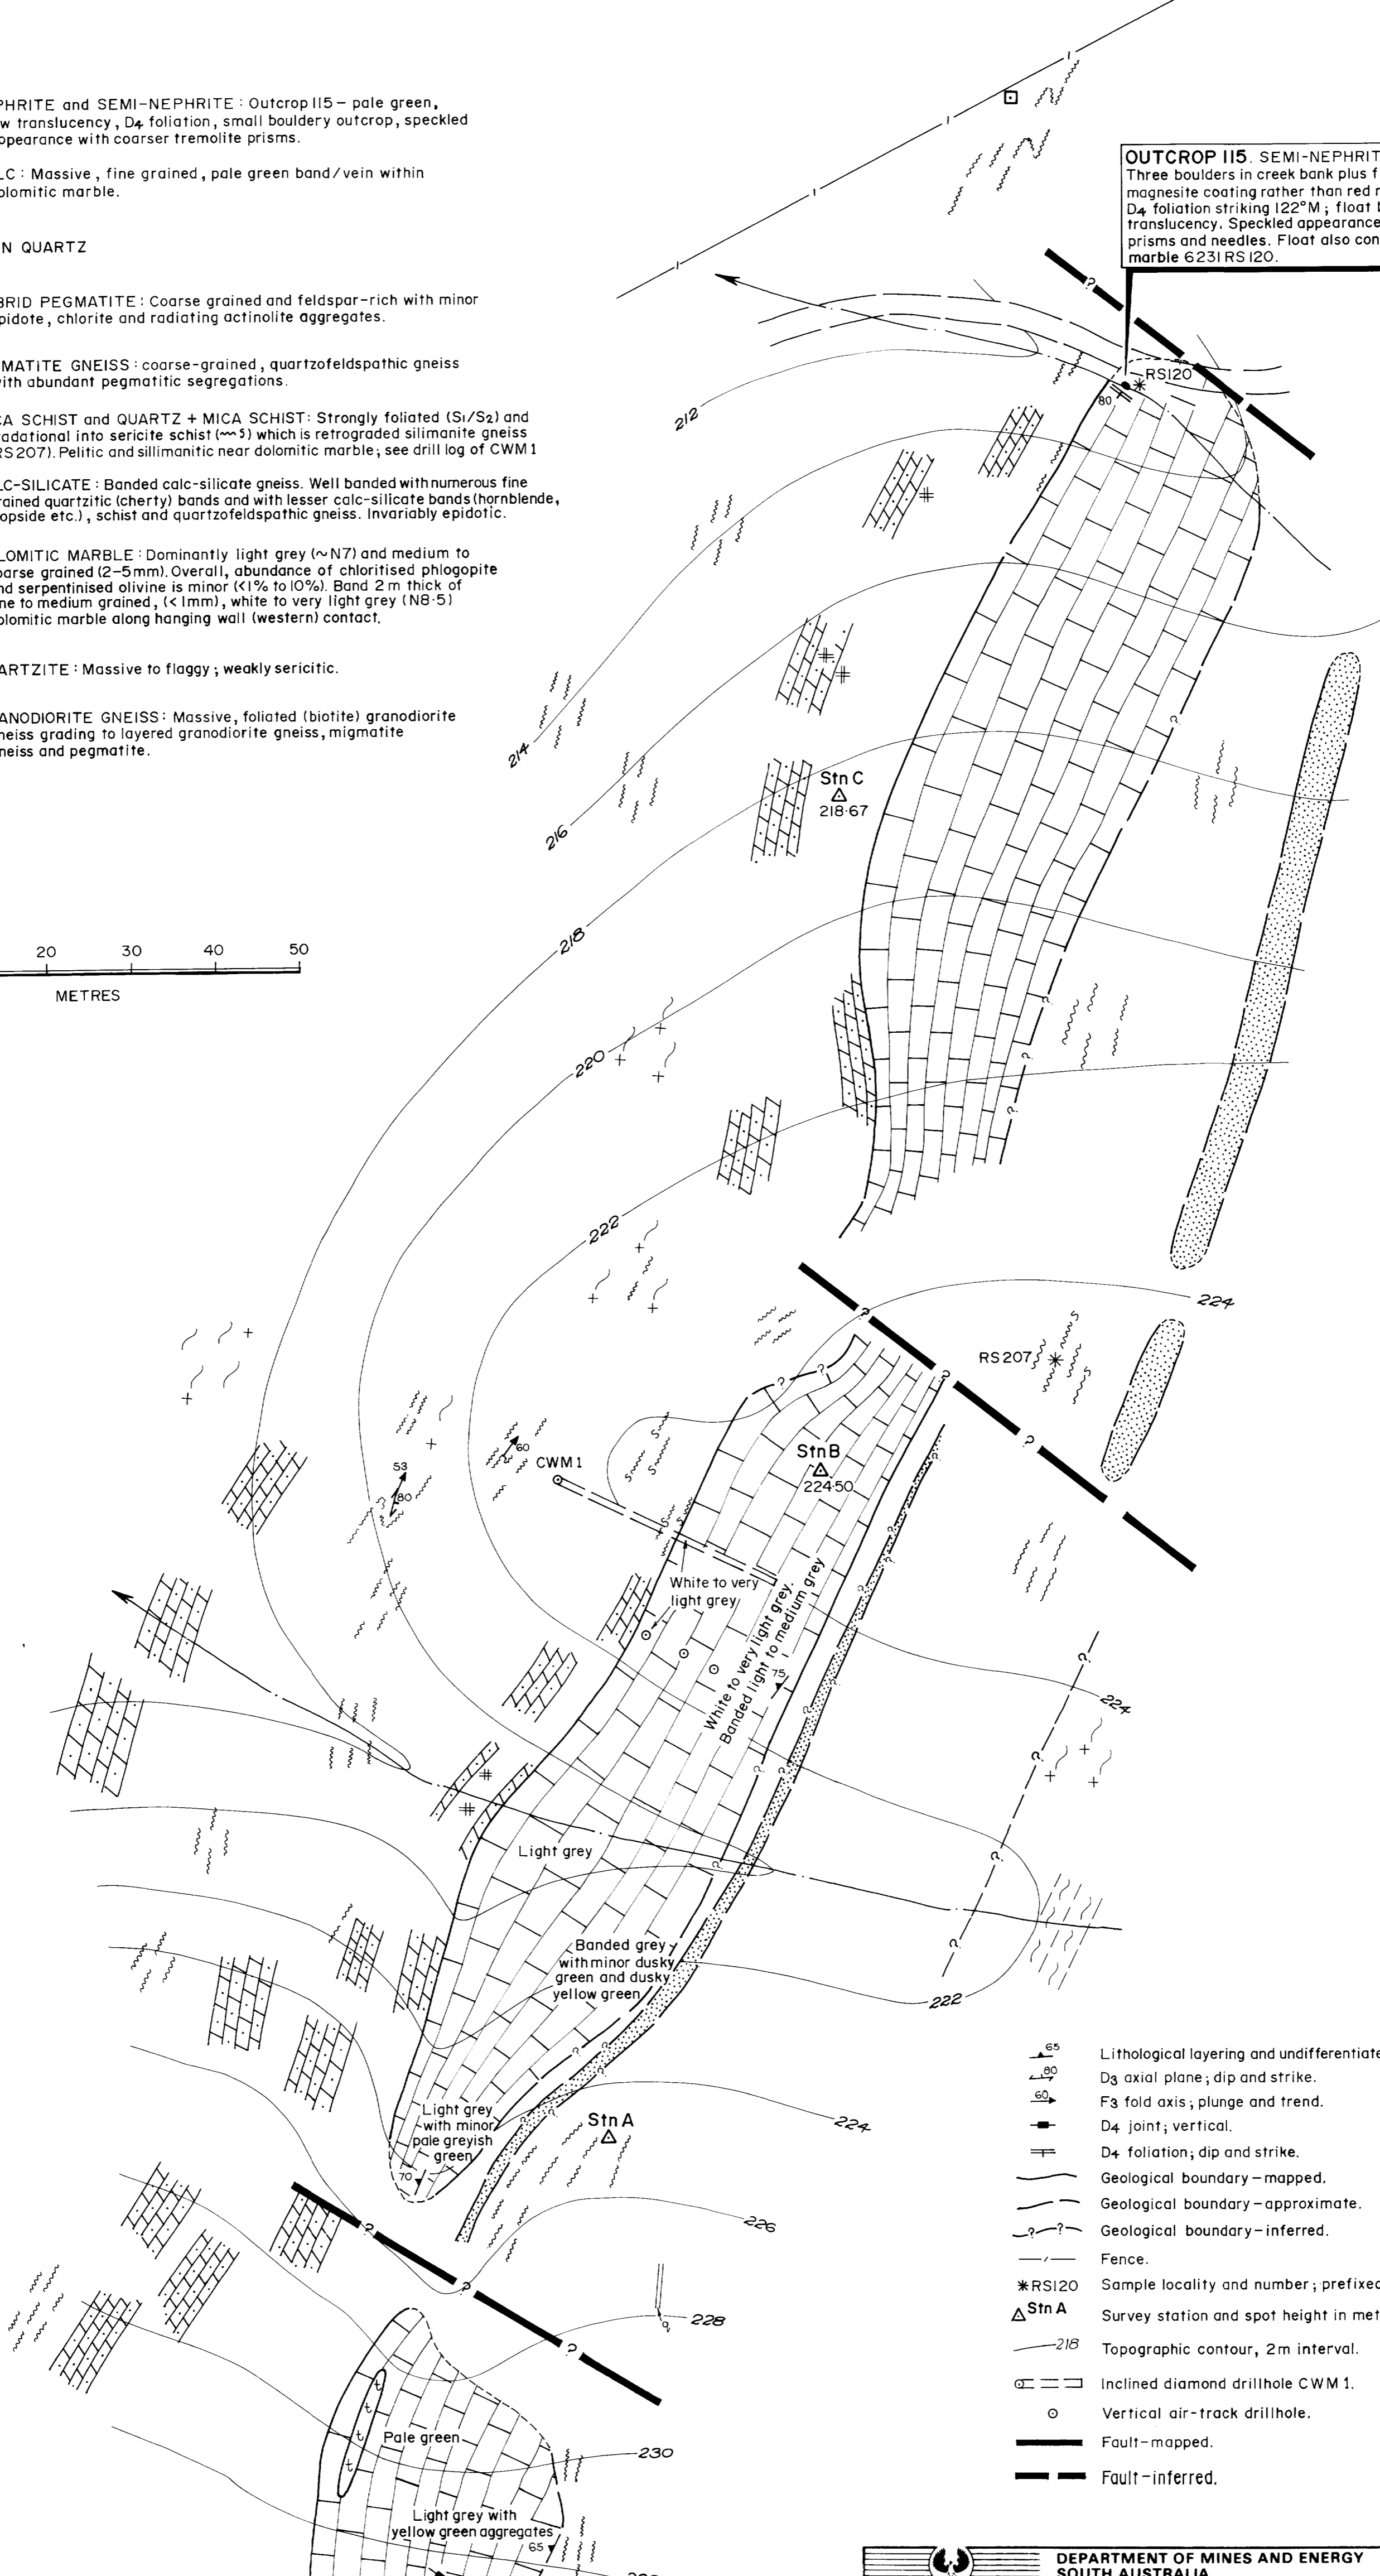 PHRITE and SEMI-NEPHRITE : Outcrop 115 – pale green,
w translucency, D4 foliation, small bouldery outcrop, speckled
ppearance with coarser tremolite prisms.
LC : Massive, fine grained, pale green band/vein within
olomitic marble.
N QUARTZ
BRID PEGMATITE : Coarse grained and feldspar-rich with minor
pidote, chlorite and radiating actinolite aggregates.
MATITE GNEISS : coarse-grained, quartzofeldspathic gneiss
ith abundant pegmatitic segregations.
CA SCHIST and QUARTZ + MICA SCHIST: Strongly foliated (S1/S2) and
adational into sericite schist (~~s) which is retrograded silimanite gneiss
RS 207). Pelitic and sillimanitic near dolomitic marble; see drill log of CWM 1
LC-SILICATE : Banded calc-silicate gneiss. Well banded with numerous fine
rained quartzitic (cherty) bands and with lesser calc-silicate bands (hornblende,
opside etc.), schist and quartzofeldspathic gneiss. Invariably epidotic.
LOMITIC MARBLE : Dominantly light grey (~N7) and medium to
oarse grained (2–5mm). Overall, abundance of chloritised phlogopite
nd serpentinised olivine is minor (<1% to 10%). Band 2 m thick of
ne to medium grained, (<1mm), white to very light grey (N8·5)
olomitic marble along hanging wall (western) contact.
ARTZITE : Massive to flaggy; weakly sericitic.
ANODIORITE GNEISS : Massive, foliated (biotite) granodiorite
neiss grading to layered granodiorite gneiss, migmatite
neiss and pegmatite.
20 30 40 50
METRES
OUTCROP 115. SEMI-NEPHRIT
Three boulders in creek bank plus f
magnesite coating rather than red
D4 foliation striking 122°M; float
translucency. Speckled appearance
prisms and needles. Float also con
marble 6231 RS 120.
?
RS120
80
212
214
?
Stn C
218·67
216
218
?
220
?
?
222
?
224
RS 207
?
?
?
?
s
s
s
s
s
Stn B
224·50
60
CWM 1
53
80
?
White to very
light grey
White to very light grey.
Banded light to medium grey
75
?
?
224
?
?
?
Light grey
?
Banded grey
with minor dusky
green and dusky
yellow green
?
222
?
?
Light grey
with minor
pale greyish
green
70
Stn A
224
226
?
?
?
228
t
t
t
Pale green
230
Light grey with
yellow green aggregates
65
65 Lithological layering and undifferentiate
80 D3 axial plane; dip and strike.
60 F3 fold axis; plunge and trend.
D4 joint; vertical.
D4 foliation; dip and strike.
Geological boundary – mapped.
Geological boundary – approximate.
? ? Geological boundary – inferred.
Fence.
RS120 Sample locality and number; prefixed
Stn A Survey station and spot height in met
218 Topographic contour, 2m interval.
Inclined diamond drillhole CWM 1.
Vertical air-track drillhole.
Fault – mapped.
Fault – inferred.
DEPARTMENT OF MINES AND ENERGY
SOUTH AUSTRALIA